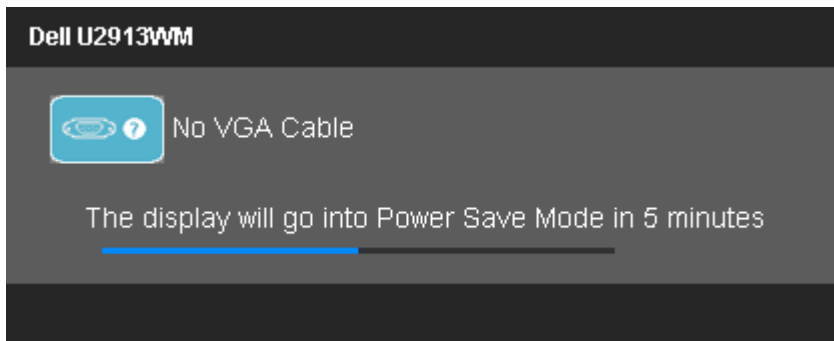 Dell U2913WM
? No VGA Cable
The display will go into Power Save Mode in 5 minutes